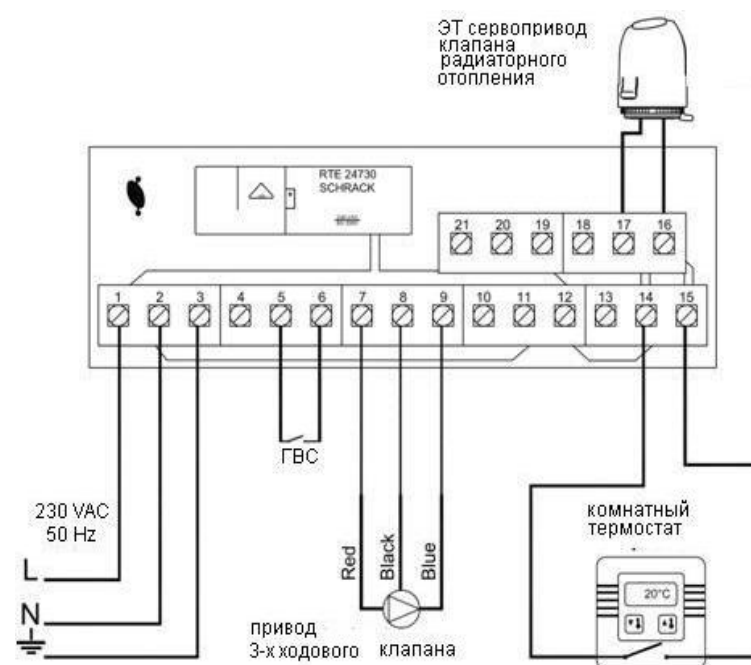 ЭТ сервопривод
клапана
радиаторного
отопления
RTE 24730
SCHRACK
21 20 19 18 17 16
1 2 3 4 5 6 7 8 9 10 11 12 13 14 15
ГВС
230 VAC
50 Hz
L
N
Red
Black
Blue
привод
3-х ходового клапана
комнатный
термостат
20°C